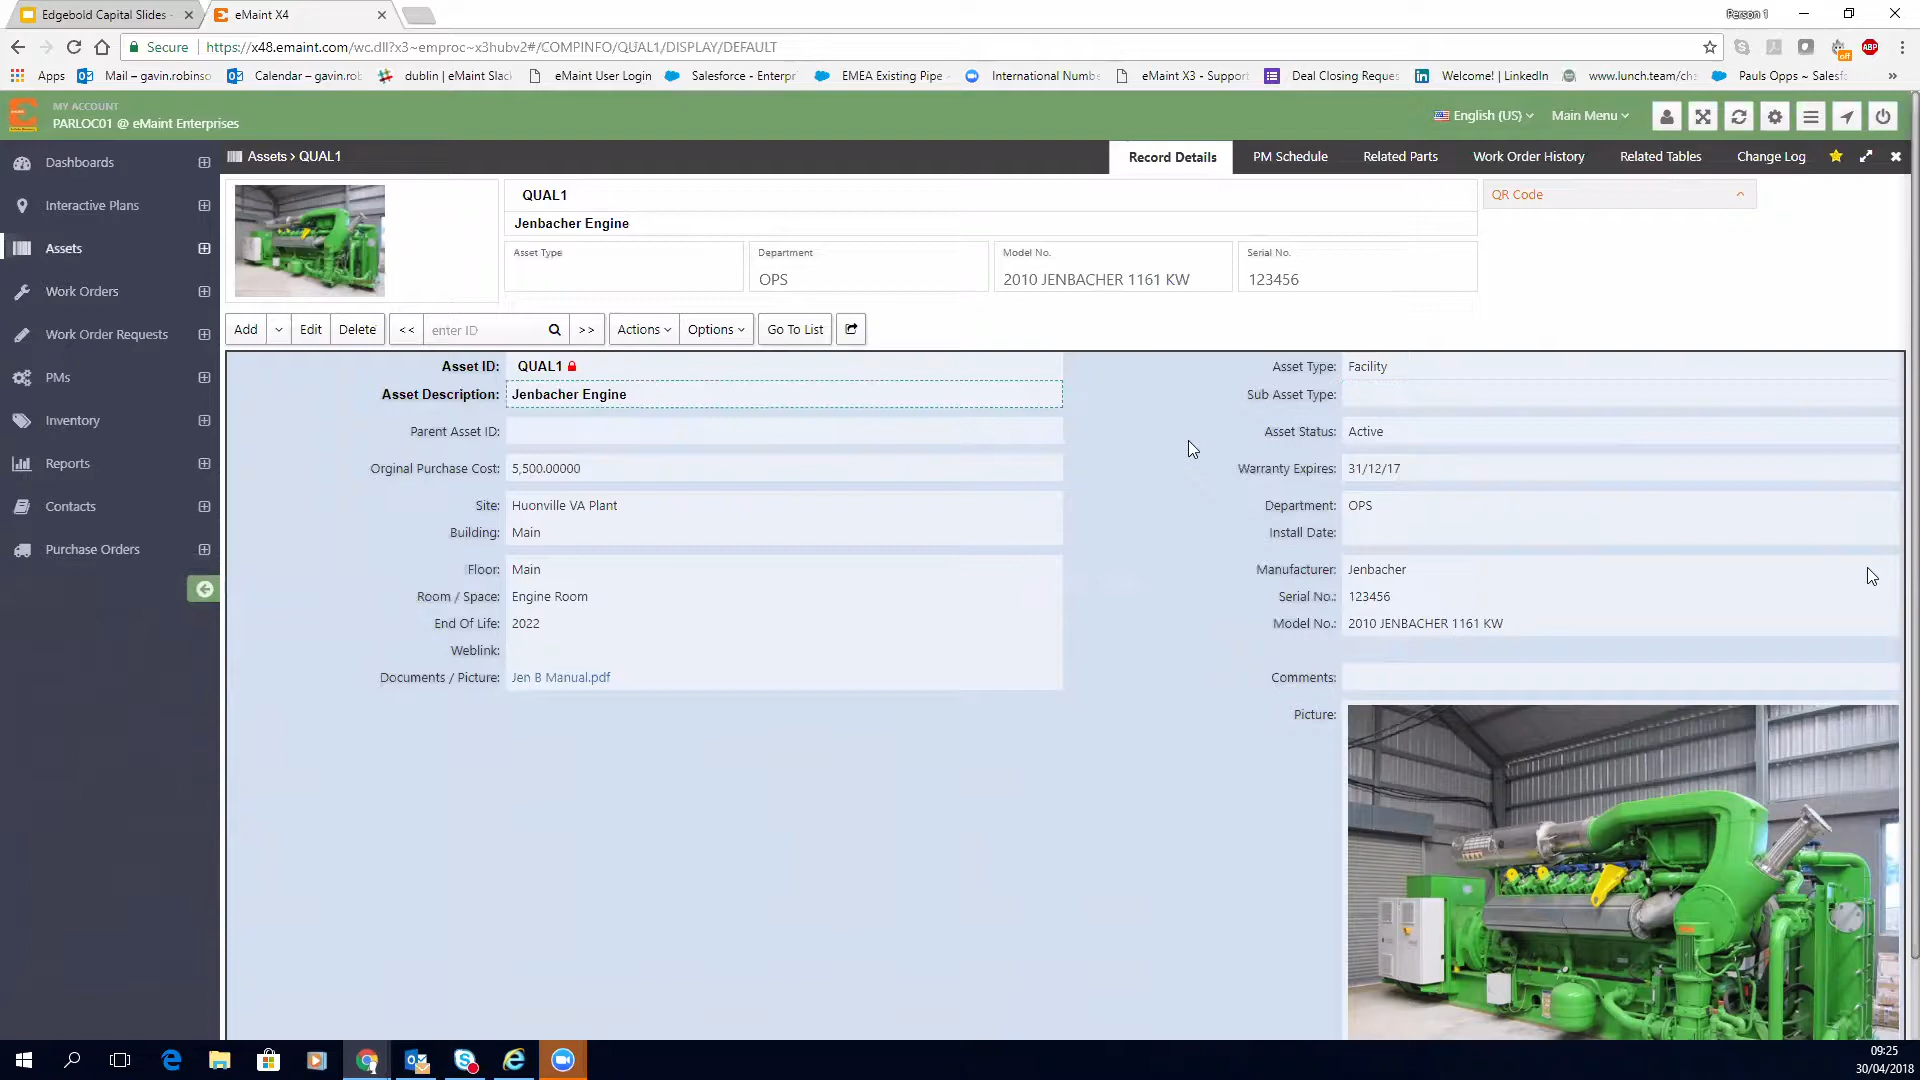 Edgebold Capital Slides
eMaint X4
Person 1
Secure
https://x48.emaint.com/wc.dll?x3~emproc~x3hubv2#/COMPINFO/QUAL1/DISPLAY/DEFAULT
ABP
off
Apps
Mail – gavin.robinso
Calendar – gavin.rob
dublin | eMaint Slac
eMaint User Login
Salesforce - Enterpr
EMEA Existing Pipe
International Numb
eMaint X3 - Support
Deal Closing Reque
Welcome! | LinkedIn
www.lunch.team/ch
Pauls Opps ~ Salesf
»
MY ACCOUNT
PARLOC01 @ eMaint Enterprises
English (US)
Main Menu
Dashboards
Interactive Plans
Assets
Work Orders
Work Order Requests
PMs
Inventory
Reports
Contacts
Purchase Orders
Assets › QUAL1
Record Details
PM Schedule
Related Parts
Work Order History
Related Tables
Change Log
QUAL1
Jenbacher Engine
QR Code
Asset Type
Department
OPS
Model No.
2010 JENBACHER 1161 KW
Serial No.
123456
Add
Edit
Delete
<<
enter ID
>>
Actions
Options
Go To List
Asset ID: QUAL1
Asset Description: Jenbacher Engine
Parent Asset ID:
Orginal Purchase Cost: 5,500.00000
Site: Huonville VA Plant
Building: Main
Floor: Main
Room / Space: Engine Room
End Of Life: 2022
Weblink:
Documents / Picture: Jen B Manual.pdf
Asset Type: Facility
Sub Asset Type:
Asset Status: Active
Warranty Expires: 31/12/17
Department: OPS
Install Date:
Manufacturer: Jenbacher
Serial No.: 123456
Model No.: 2010 JENBACHER 1161 KW
Comments:
Picture:
09:25
30/04/2018